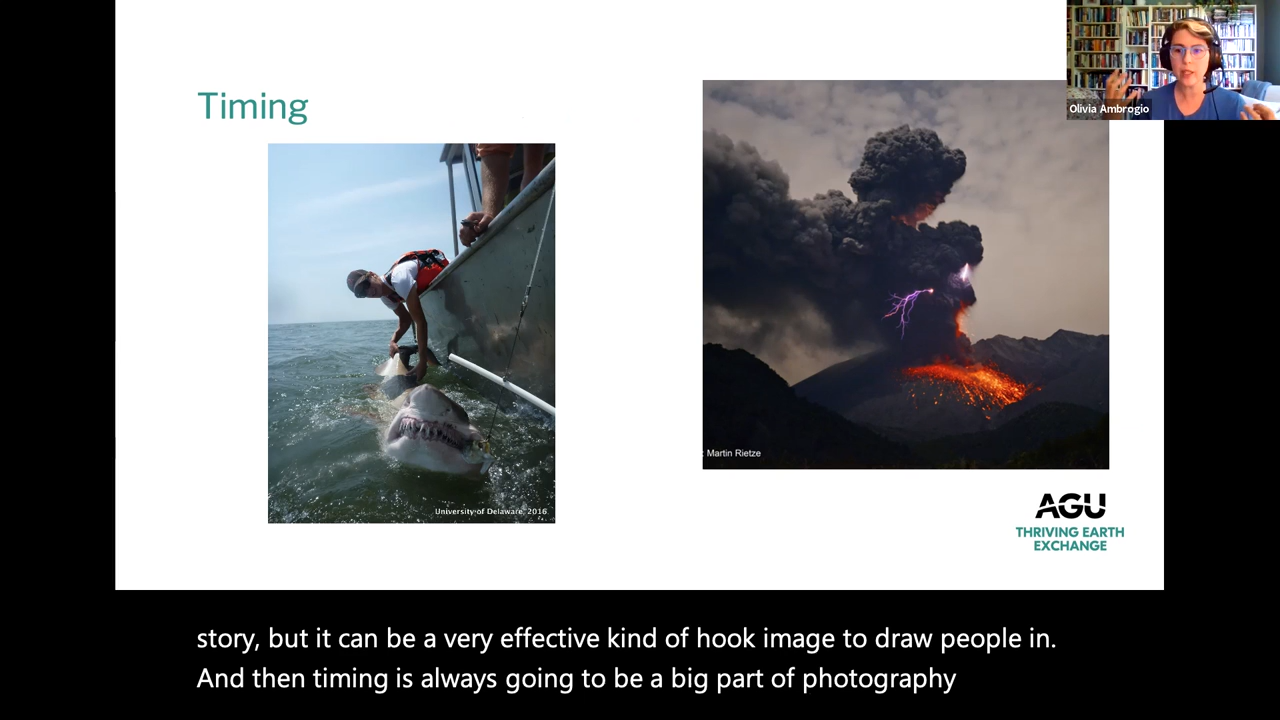 Timing
Olivia Ambrogio
University of Delaware, 2016
: Martin Rietze
AGU
THRIVING EARTH
EXCHANGE
story, but it can be a very effective kind of hook image to draw people in.
And then timing is always going to be a big part of photography